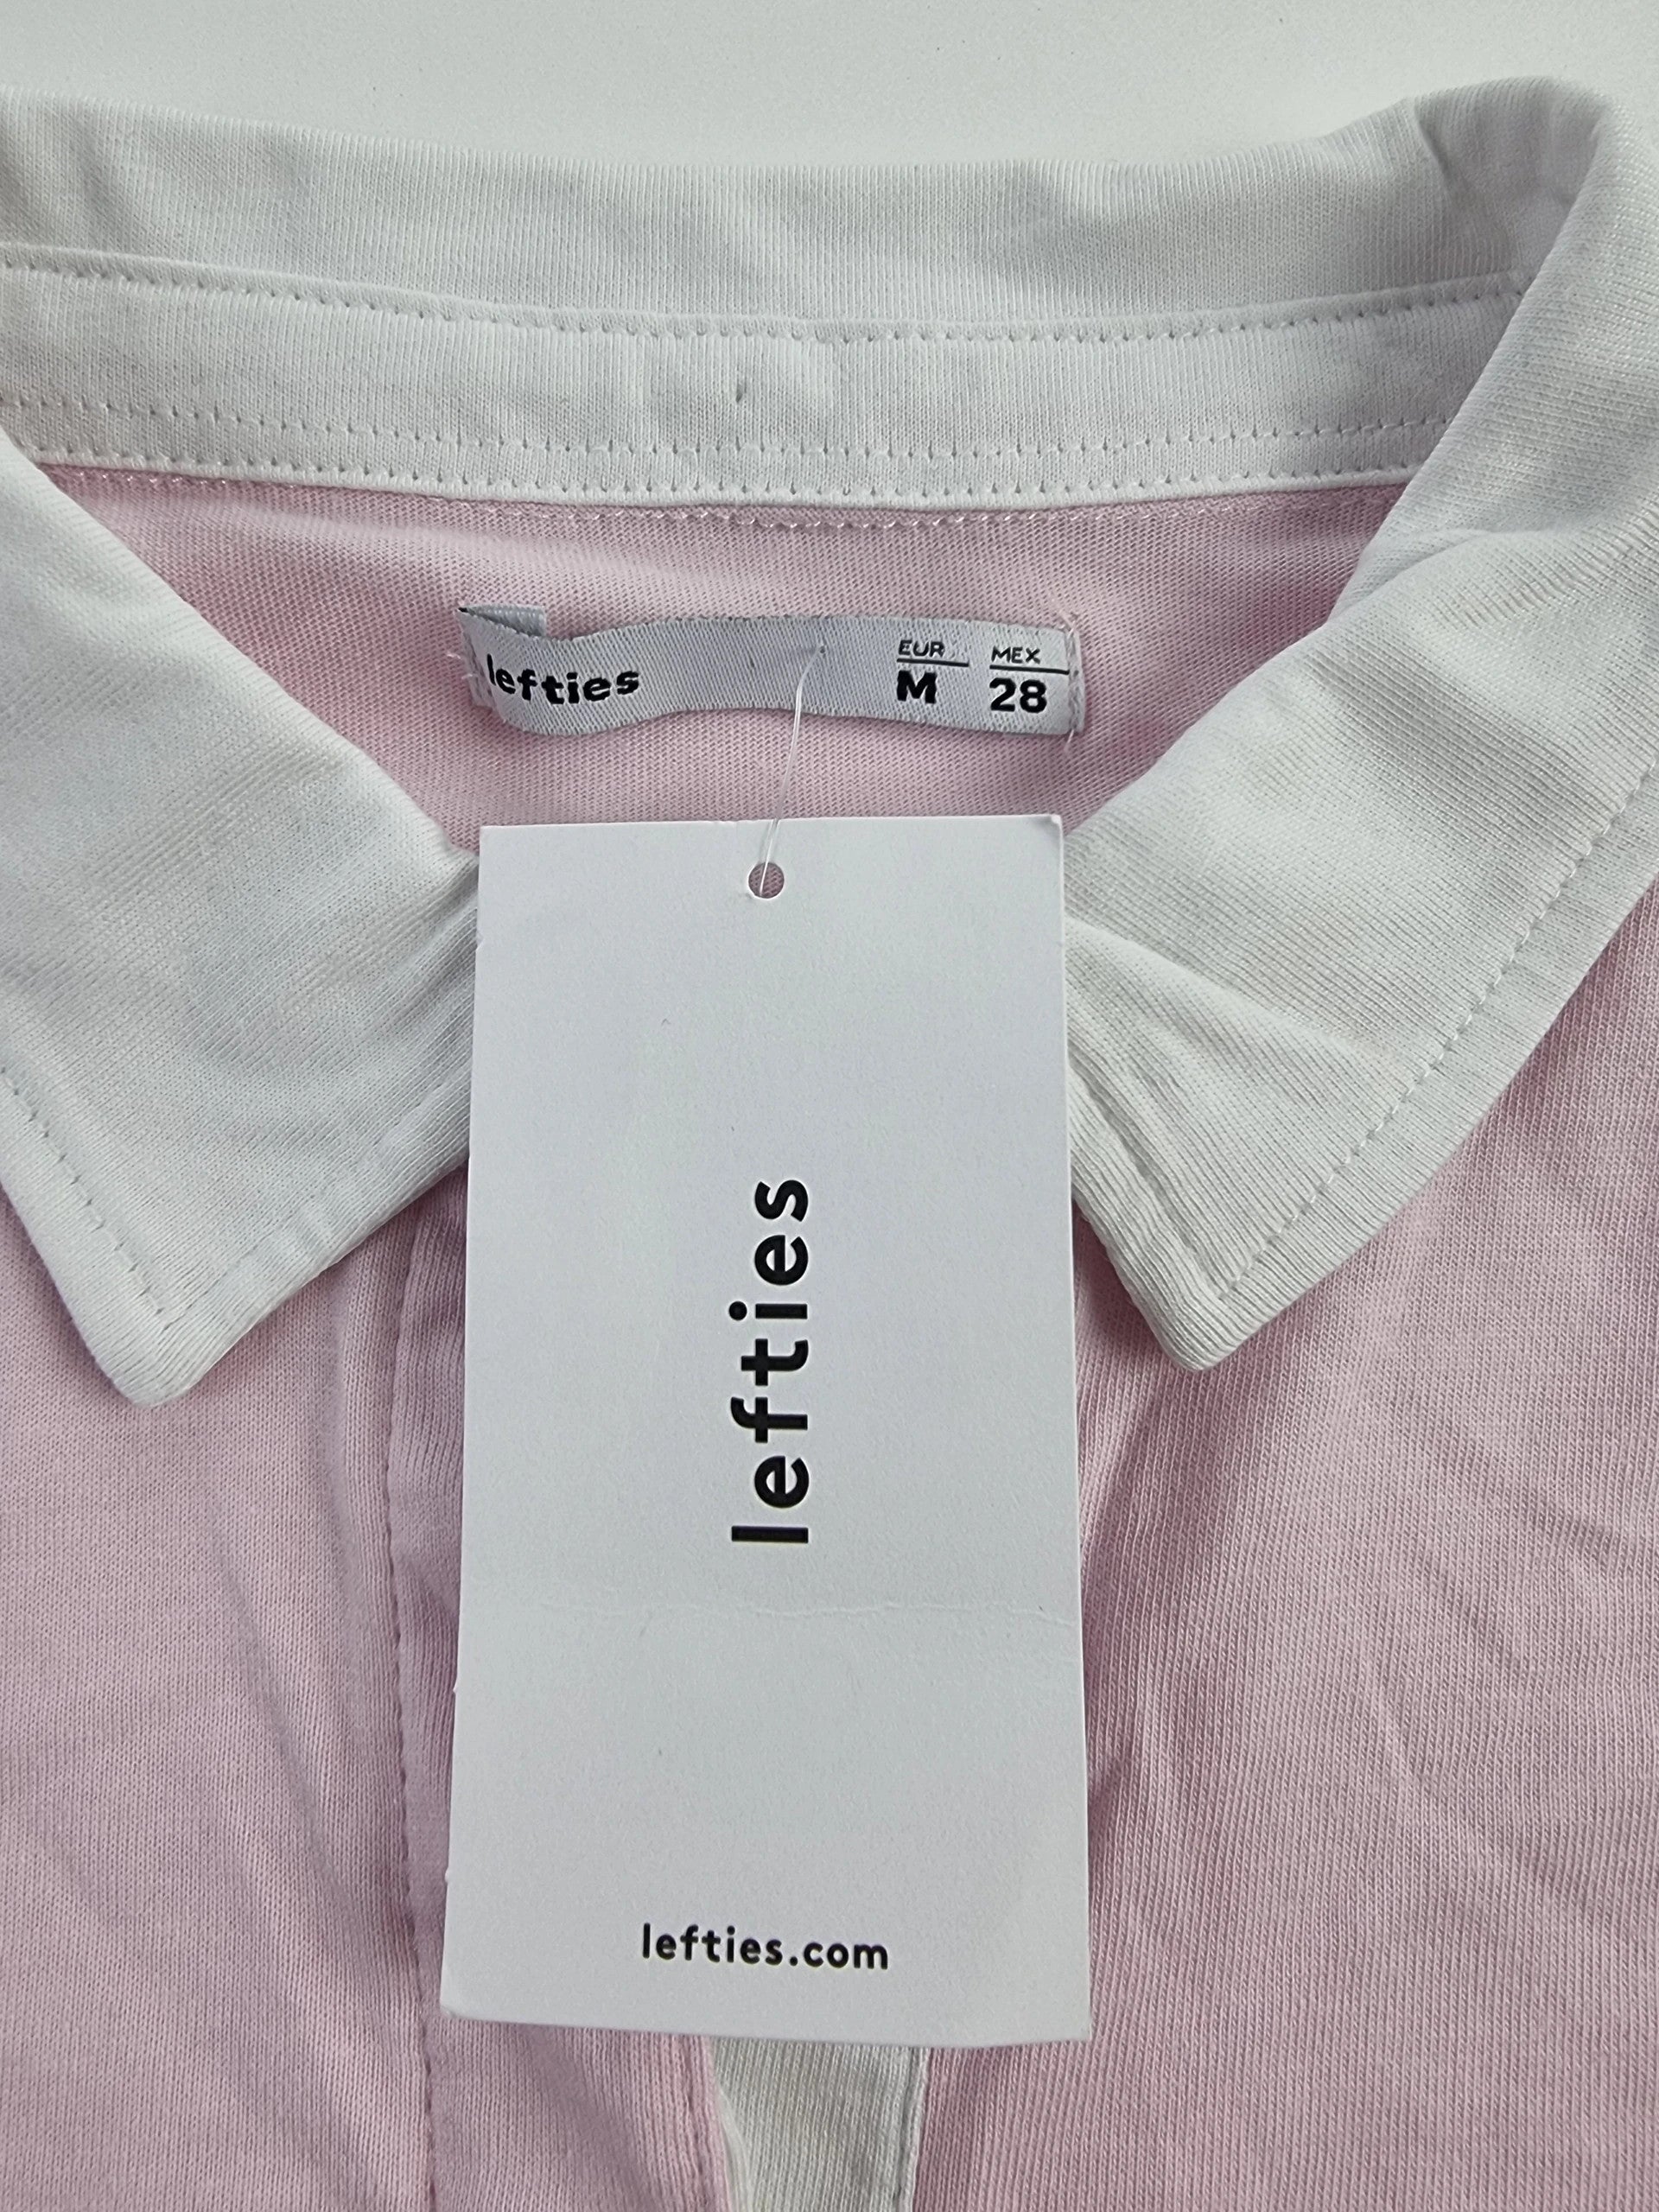 lefties
EUR MEX
M 28
lefties
lefties.com